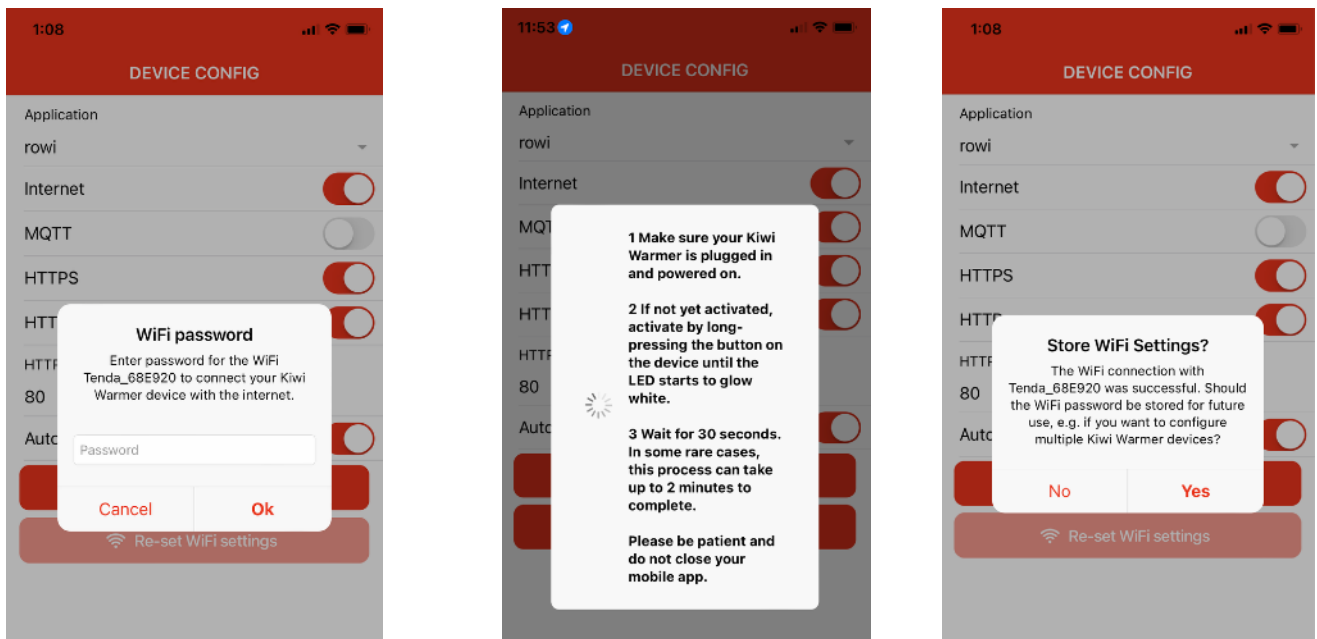 1:08
DEVICE CONFIG
Application
rowi
Internet
MQTT
HTTPS
HTT
HTTP
80
Auto
WiFi password
Enter password for the WiFi
Tenda_68E920 to connect your Kiwi
Warmer device with the internet.
Password
Cancel
Ok
Re-set WiFi settings
11:53
DEVICE CONFIG
Application
rowi
Internet
MQT
HTT
HTT
HTTP
80
Auto
1 Make sure your Kiwi
Warmer is plugged in
and powered on.
2 If not yet activated,
activate by long-
pressing the button on
the device until the
LED starts to glow
white.
3 Wait for 30 seconds.
In some rare cases,
this process can take
up to 2 minutes to
complete.
Please be patient and
do not close your
mobile app.
1:08
DEVICE CONFIG
Application
rowi
Internet
MQTT
HTTPS
HTTP
HTTP
80
Auto
Store WiFi Settings?
The WiFi connection with
Tenda_68E920 was successful. Should
the WiFi password be stored for future
use, e.g. if you want to configure
multiple Kiwi Warmer devices?
No
Yes
Re-set WiFi settings